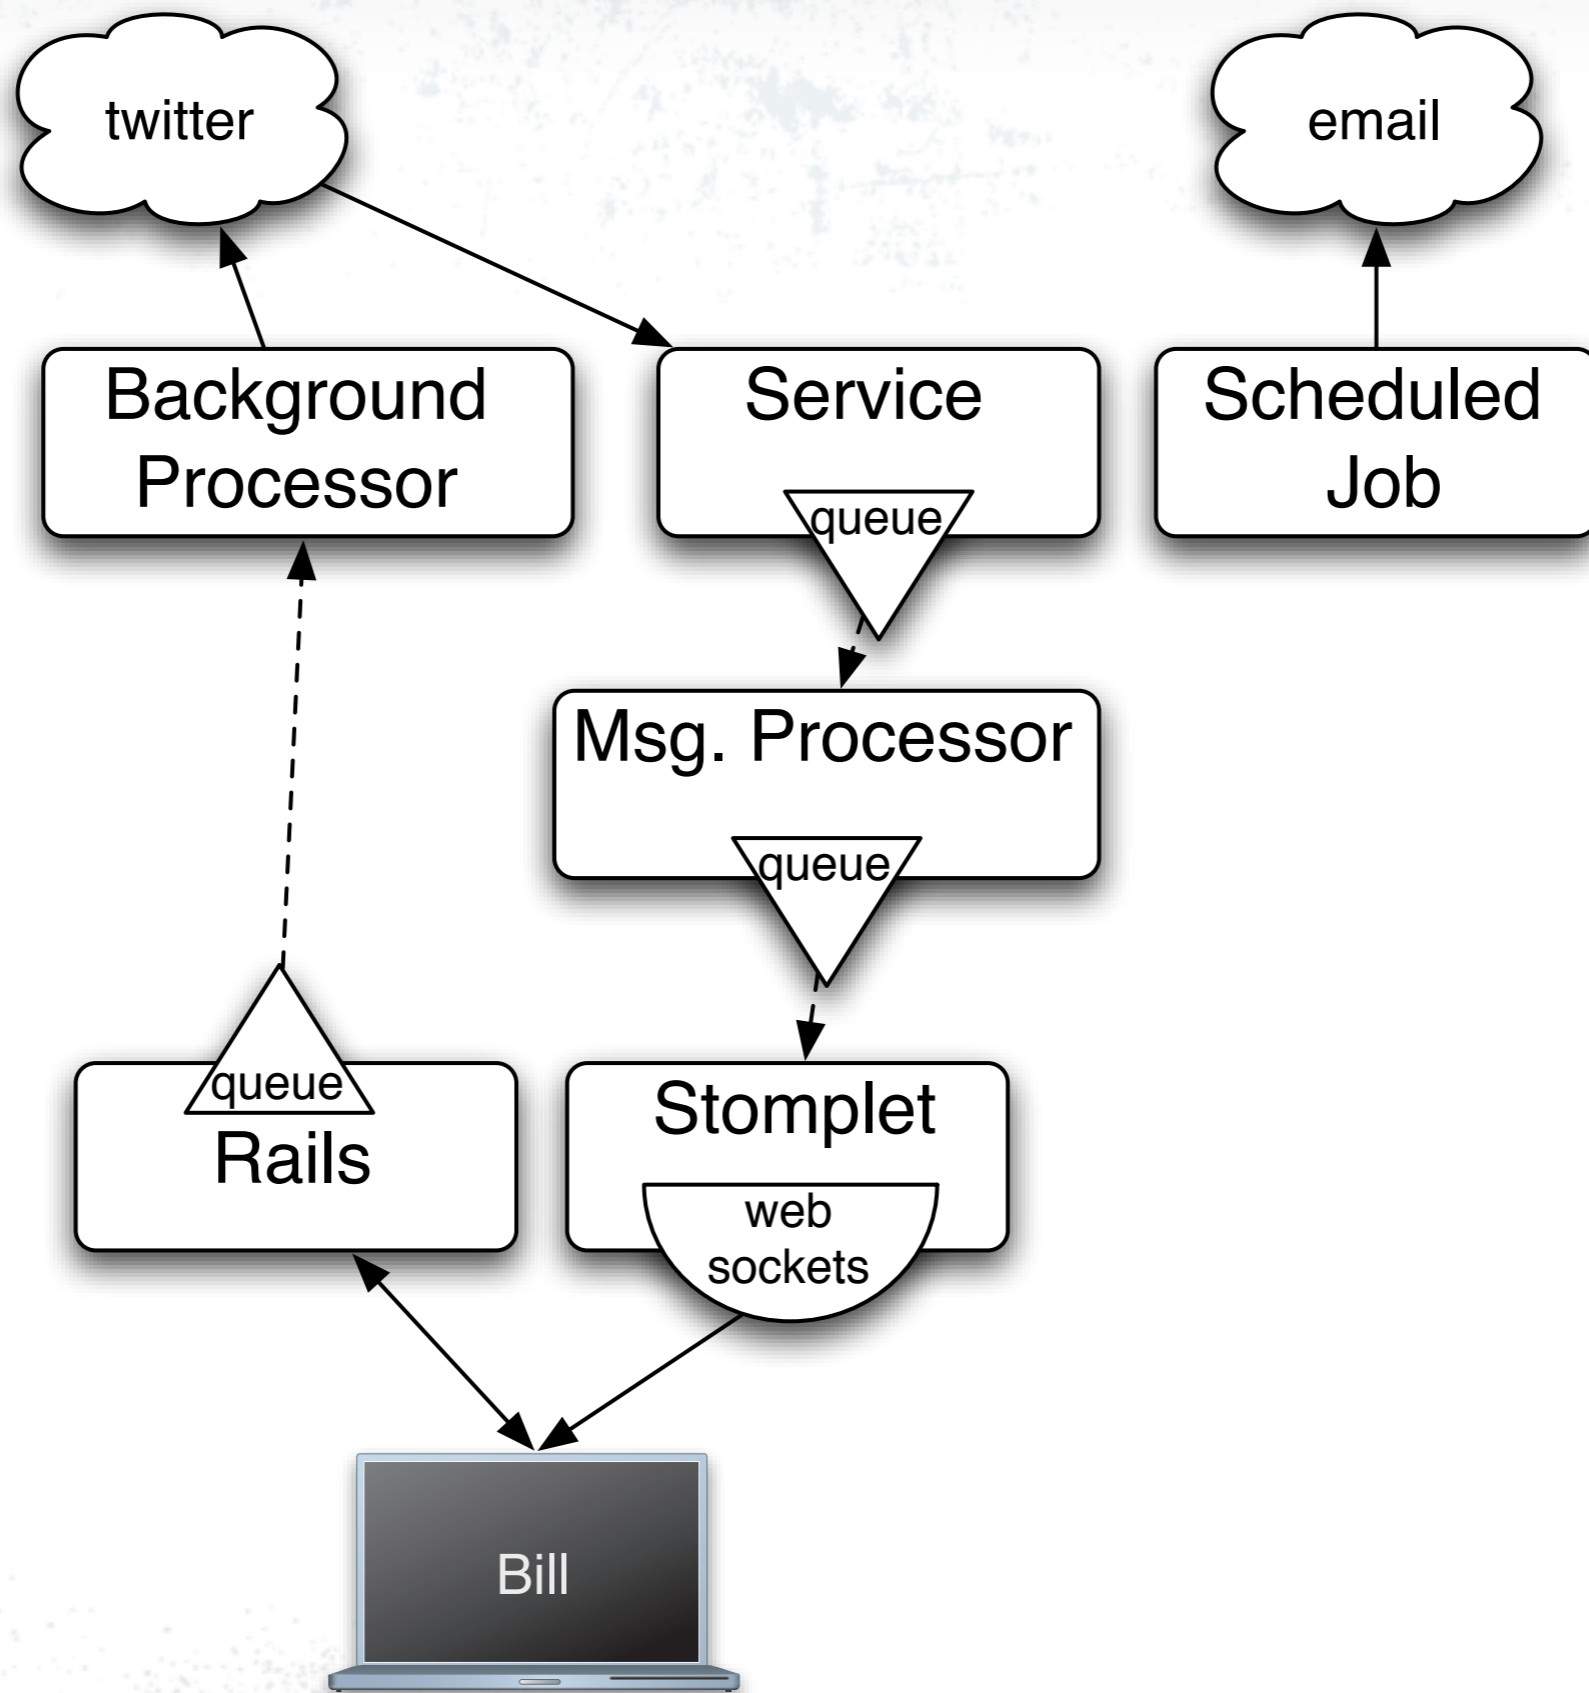 twitter
email
Background
Processor
Service
queue
Scheduled
Job
Msg. Processor
queue
queue
Rails
Stomplet
web
sockets
Bill